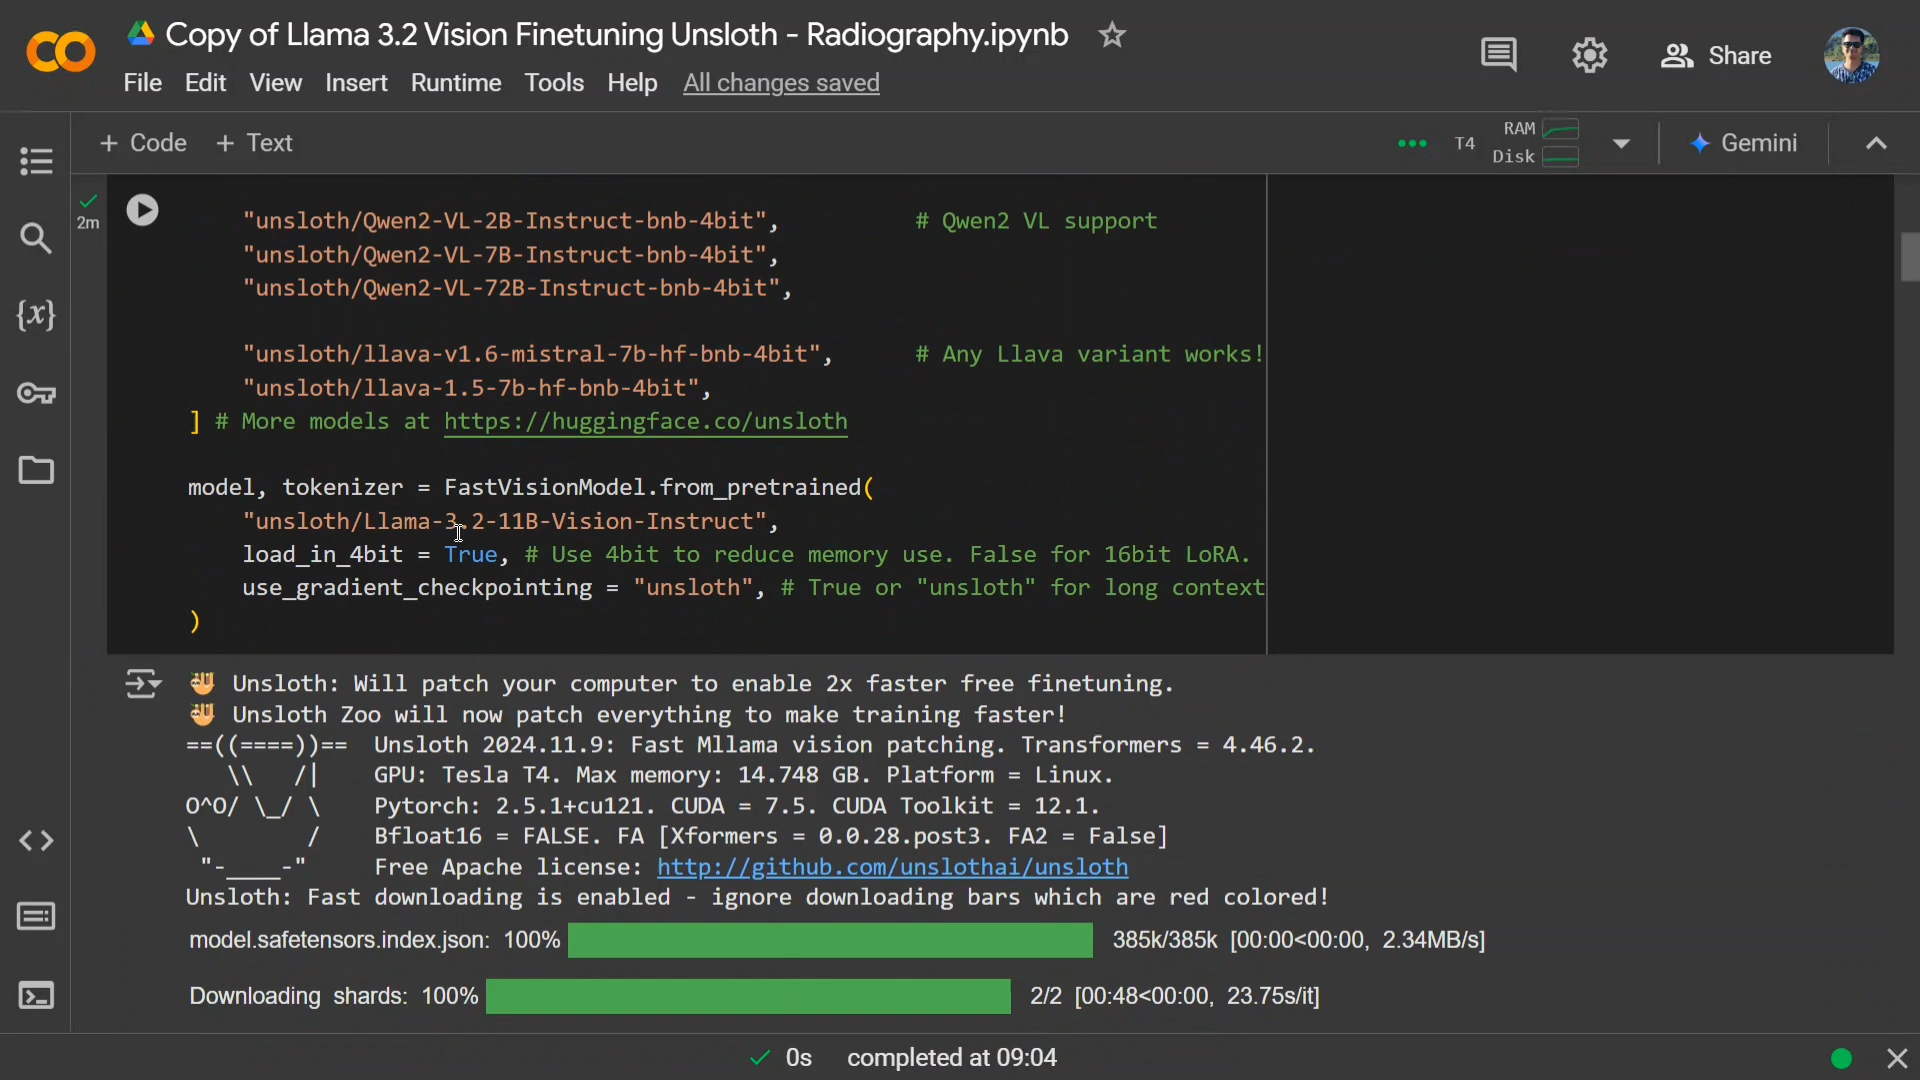 Copy of Llama 3.2 Vision Finetuning Unsloth - Radiography.ipynb
File Edit View Insert Runtime Tools Help All changes saved
Share
+ Code + Text
T4 RAM Disk
Gemini
2m
"unsloth/Qwen2-VL-2B-Instruct-bnb-4bit", # Qwen2 VL support
"unsloth/Qwen2-VL-7B-Instruct-bnb-4bit",
"unsloth/Qwen2-VL-72B-Instruct-bnb-4bit",
"unsloth/llava-v1.6-mistral-7b-hf-bnb-4bit", # Any Llava variant works!
"unsloth/llava-1.5-7b-hf-bnb-4bit",
] # More models at https://huggingface.co/unsloth
model, tokenizer = FastVisionModel.from_pretrained(
"unsloth/Llama-3.2-11B-Vision-Instruct",
load_in_4bit = True, # Use 4bit to reduce memory use. False for 16bit LoRA.
use_gradient_checkpointing = "unsloth", # True or "unsloth" for long context
)
🦥 Unsloth: Will patch your computer to enable 2x faster free finetuning.
🦥 Unsloth Zoo will now patch everything to make training faster!
==((====))== Unsloth 2024.11.9: Fast Mllama vision patching. Transformers = 4.46.2.
\\ /| GPU: Tesla T4. Max memory: 14.748 GB. Platform = Linux.
O^O/ \_/ \ Pytorch: 2.5.1+cu121. CUDA = 7.5. CUDA Toolkit = 12.1.
\ / Bfloat16 = FALSE. FA [Xformers = 0.0.28.post3. FA2 = False]
"-____-" Free Apache license: http://github.com/unslothai/unsloth
Unsloth: Fast downloading is enabled - ignore downloading bars which are red colored!
model.safetensors.index.json: 100% 385k/385k [00:00<00:00, 2.34MB/s]
Downloading shards: 100% 2/2 [00:48<00:00, 23.75s/it]
0s completed at 09:04